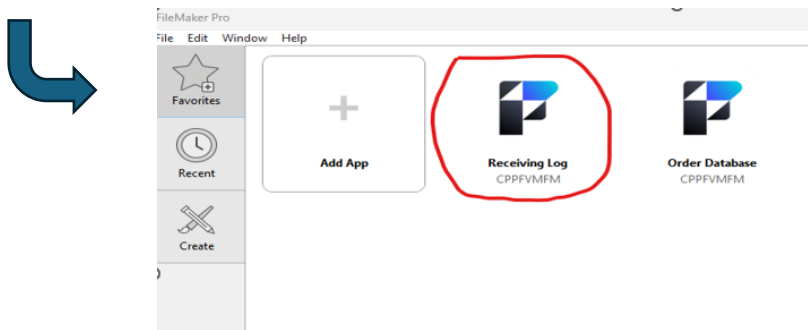 FileMaker Pro
File Edit Window Help
Favorites
Recent
Create
Add App
Receiving Log
CPPFVMFM
Order Database
CPPFVMFM